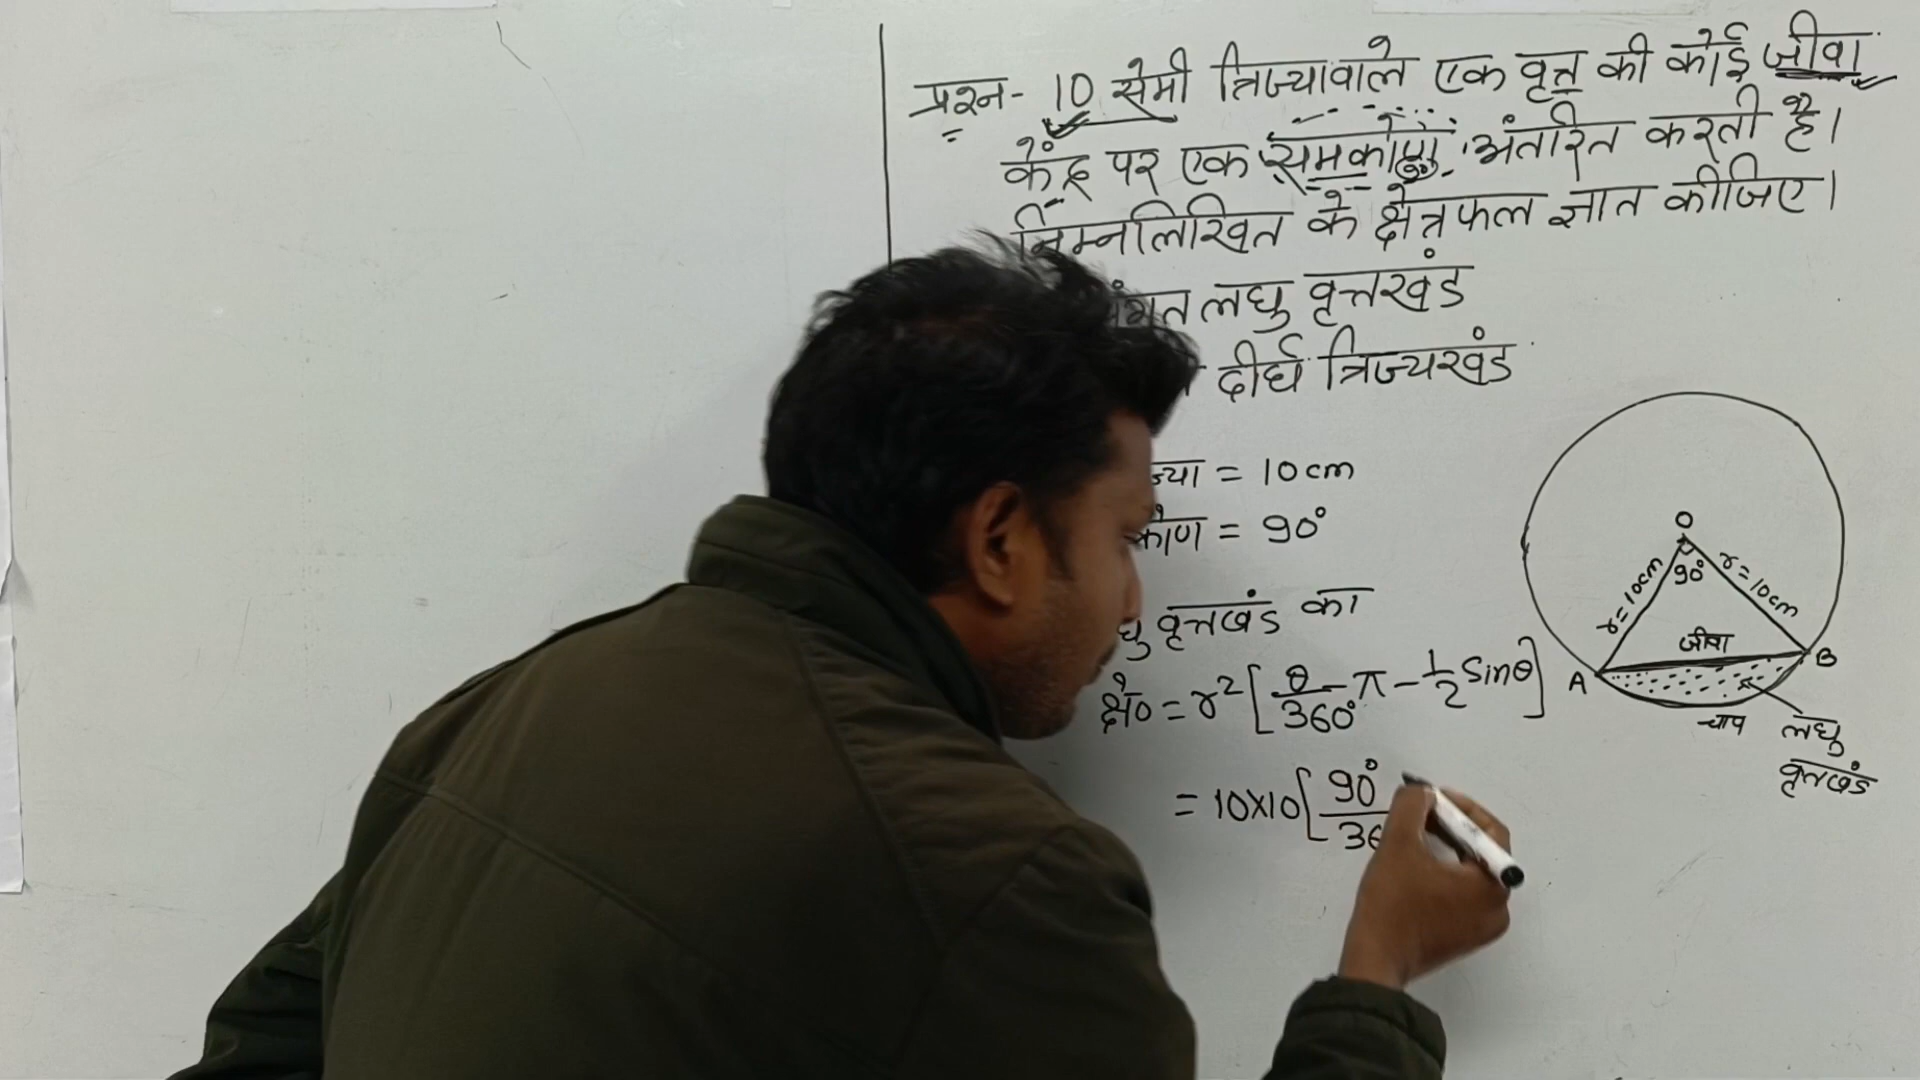 प्रश्न- 10 सेमी त्रिज्यावाले एक वृत्त की कोई जीवा
केंद्र पर एक समकोण अंतरित करती है।
निम्नलिखित के क्षेत्रफल ज्ञात कीजिए।
लघु वृत्तखंड
दीर्घ त्रिज्यखंड
= 10cm
कोण = 90°
वृत्तखंड का
क्षे० = r² [θ/360° π - 1/2 sinθ]
= 10×10[90°
O
90°
r=10cm
r=10cm
जीवा
A
B
चाप
लघु
वृत्तखंड